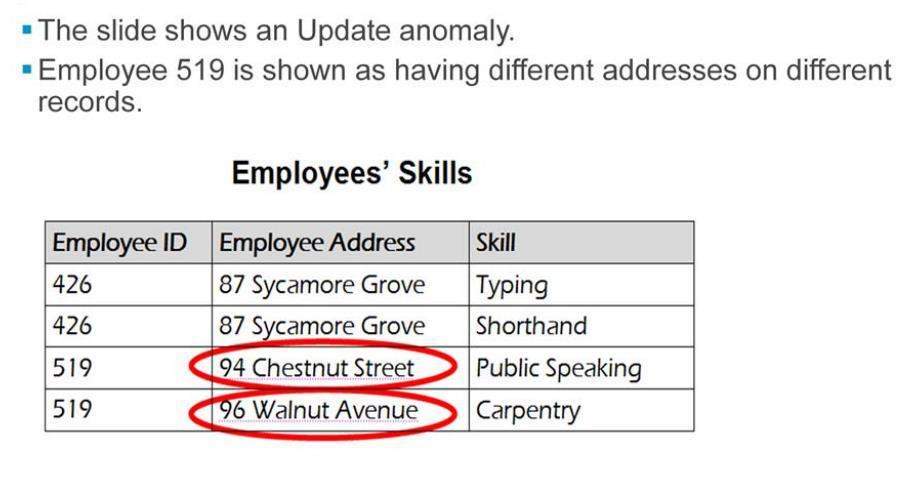 ▪ The slide shows an Update anomaly.
▪ Employee 519 is shown as having different addresses on different
records.
Employees’ Skills
Employee ID Employee Address Skill
426 87 Sycamore Grove Typing
426 87 Sycamore Grove Shorthand
519 94 Chestnut Street Public Speaking
519 96 Walnut Avenue Carpentry